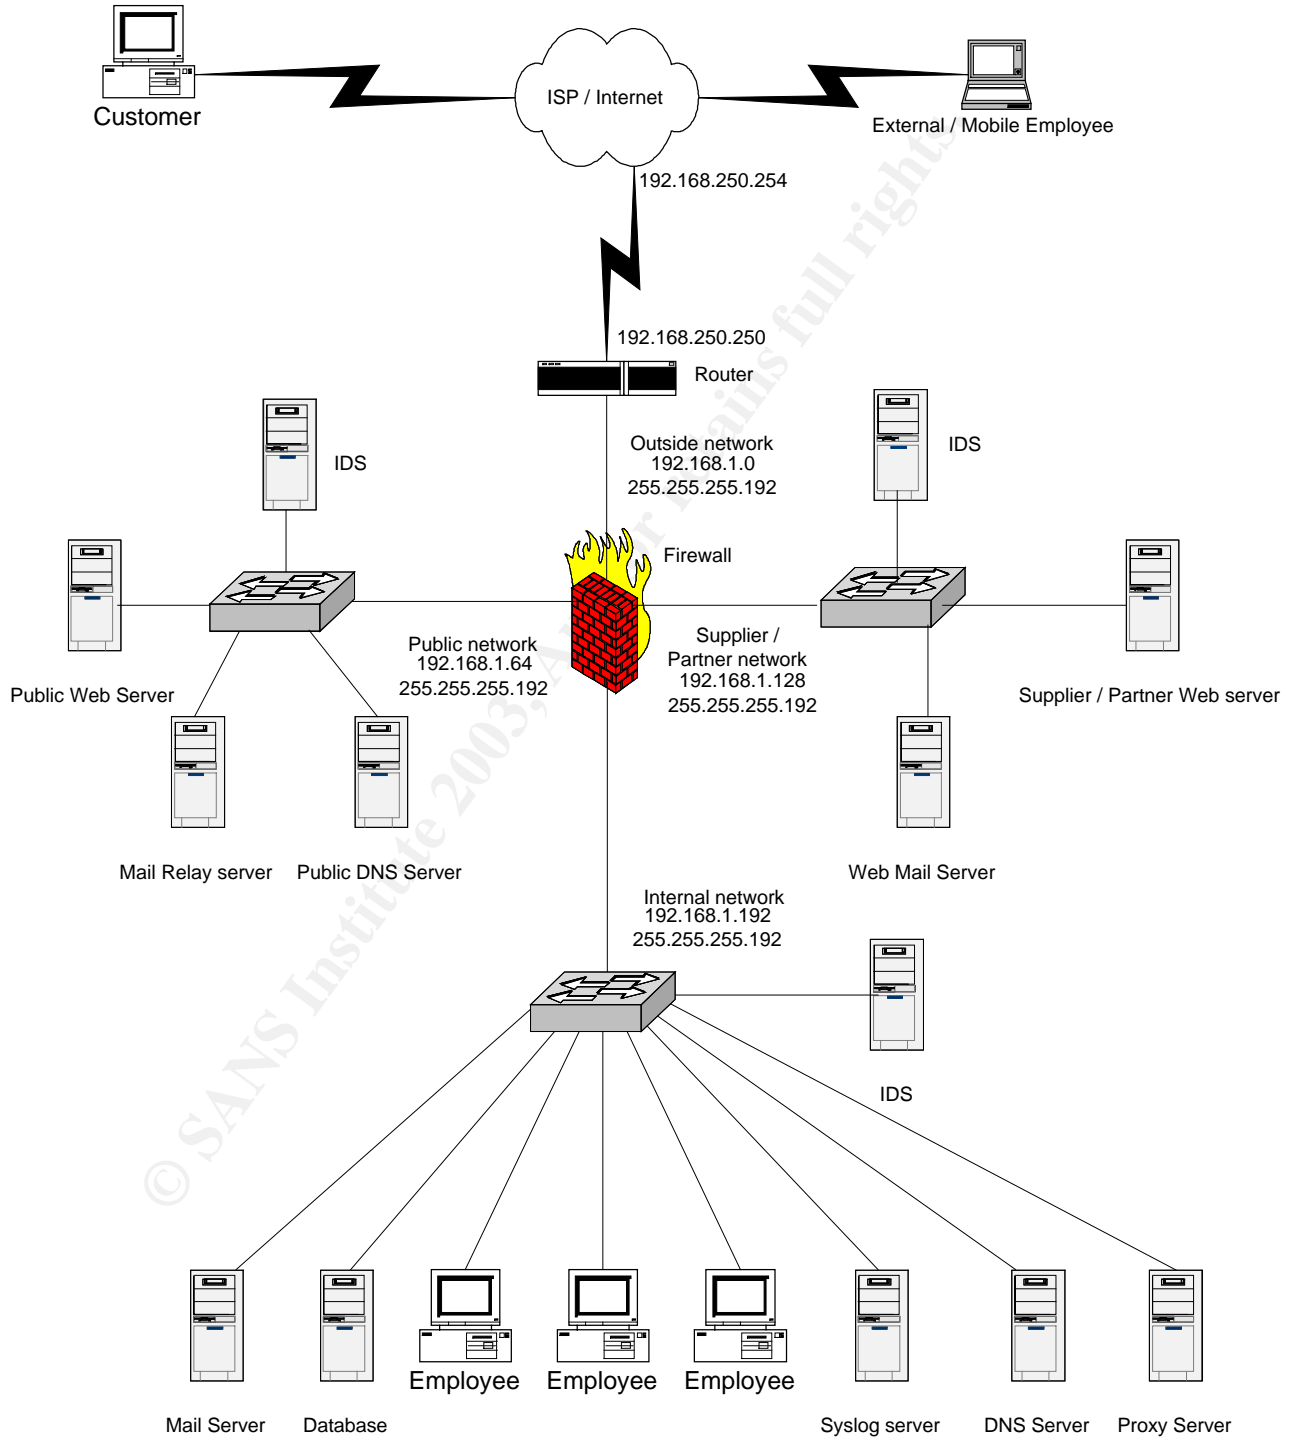 Customer
ISP / Internet
External / Mobile Employee
192.168.250.254
192.168.250.250
Router
IDS
Outside network
192.168.1.0
255.255.255.192
IDS
Firewall
Public network
192.168.1.64
255.255.255.192
Supplier /
Partner network
192.168.1.128
255.255.255.192
Public Web Server
Supplier / Partner Web server
Mail Relay server
Public DNS Server
Web Mail Server
Internal network
192.168.1.192
255.255.255.192
IDS
Employee
Employee
Employee
Mail Server
Database
Syslog server
DNS Server
Proxy Server
© SANS Institute 2003, full rights